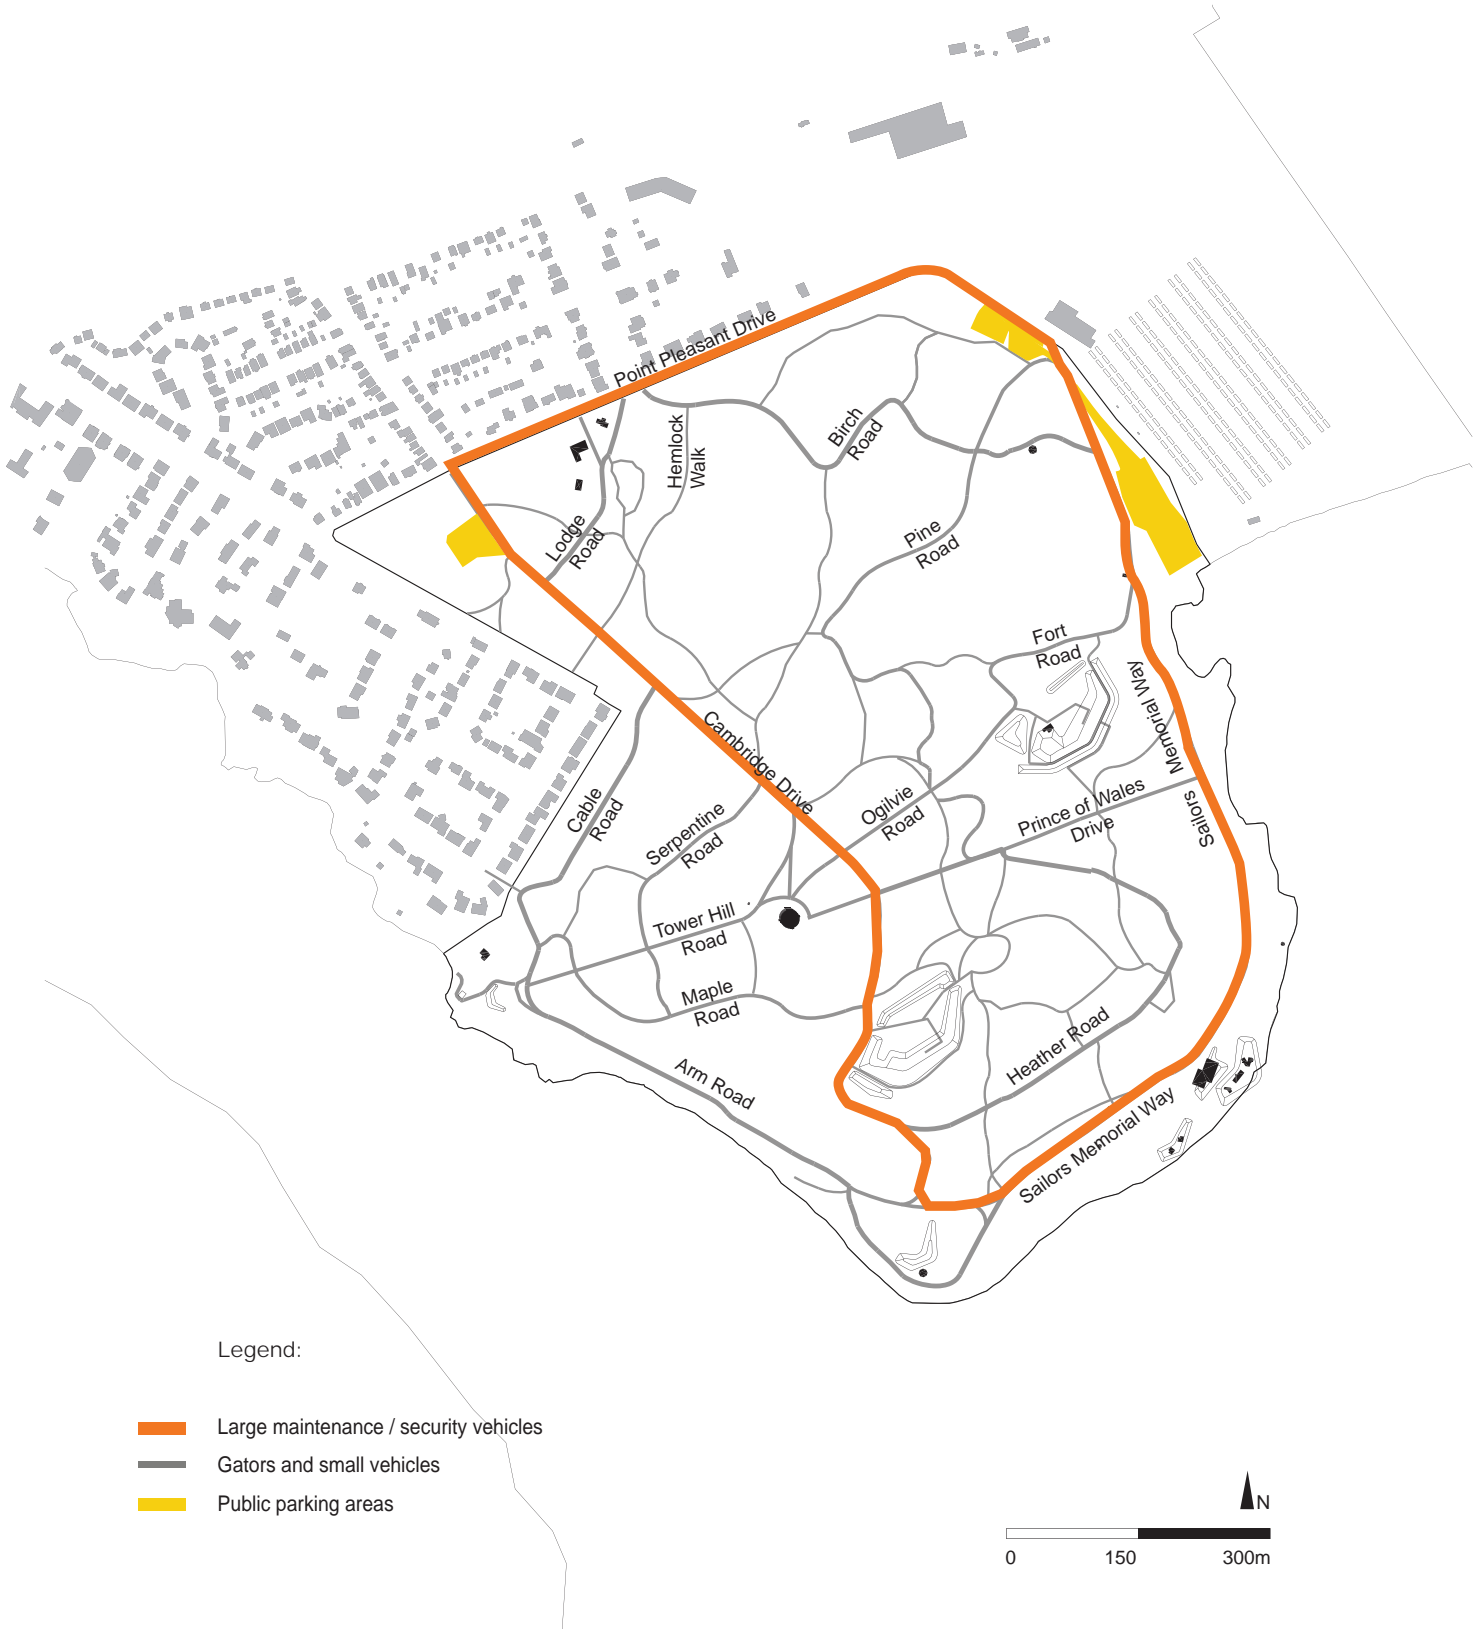 Point Pleasant Drive
Hemlock
Walk
Birch
Road
Lodge
Road
Pine
Road
Fort
Road
Sailors Memorial Way
Cambridge Drive
Cable
Road
Serpentine
Road
Ogilvie
Road
Prince of Wales
Drive
Tower Hill
Road
Maple
Road
Heather Road
Arm Road
Sailors Memorial Way
Legend:
Large maintenance / security vehicles
Gators and small vehicles
Public parking areas
N
0 150 300m